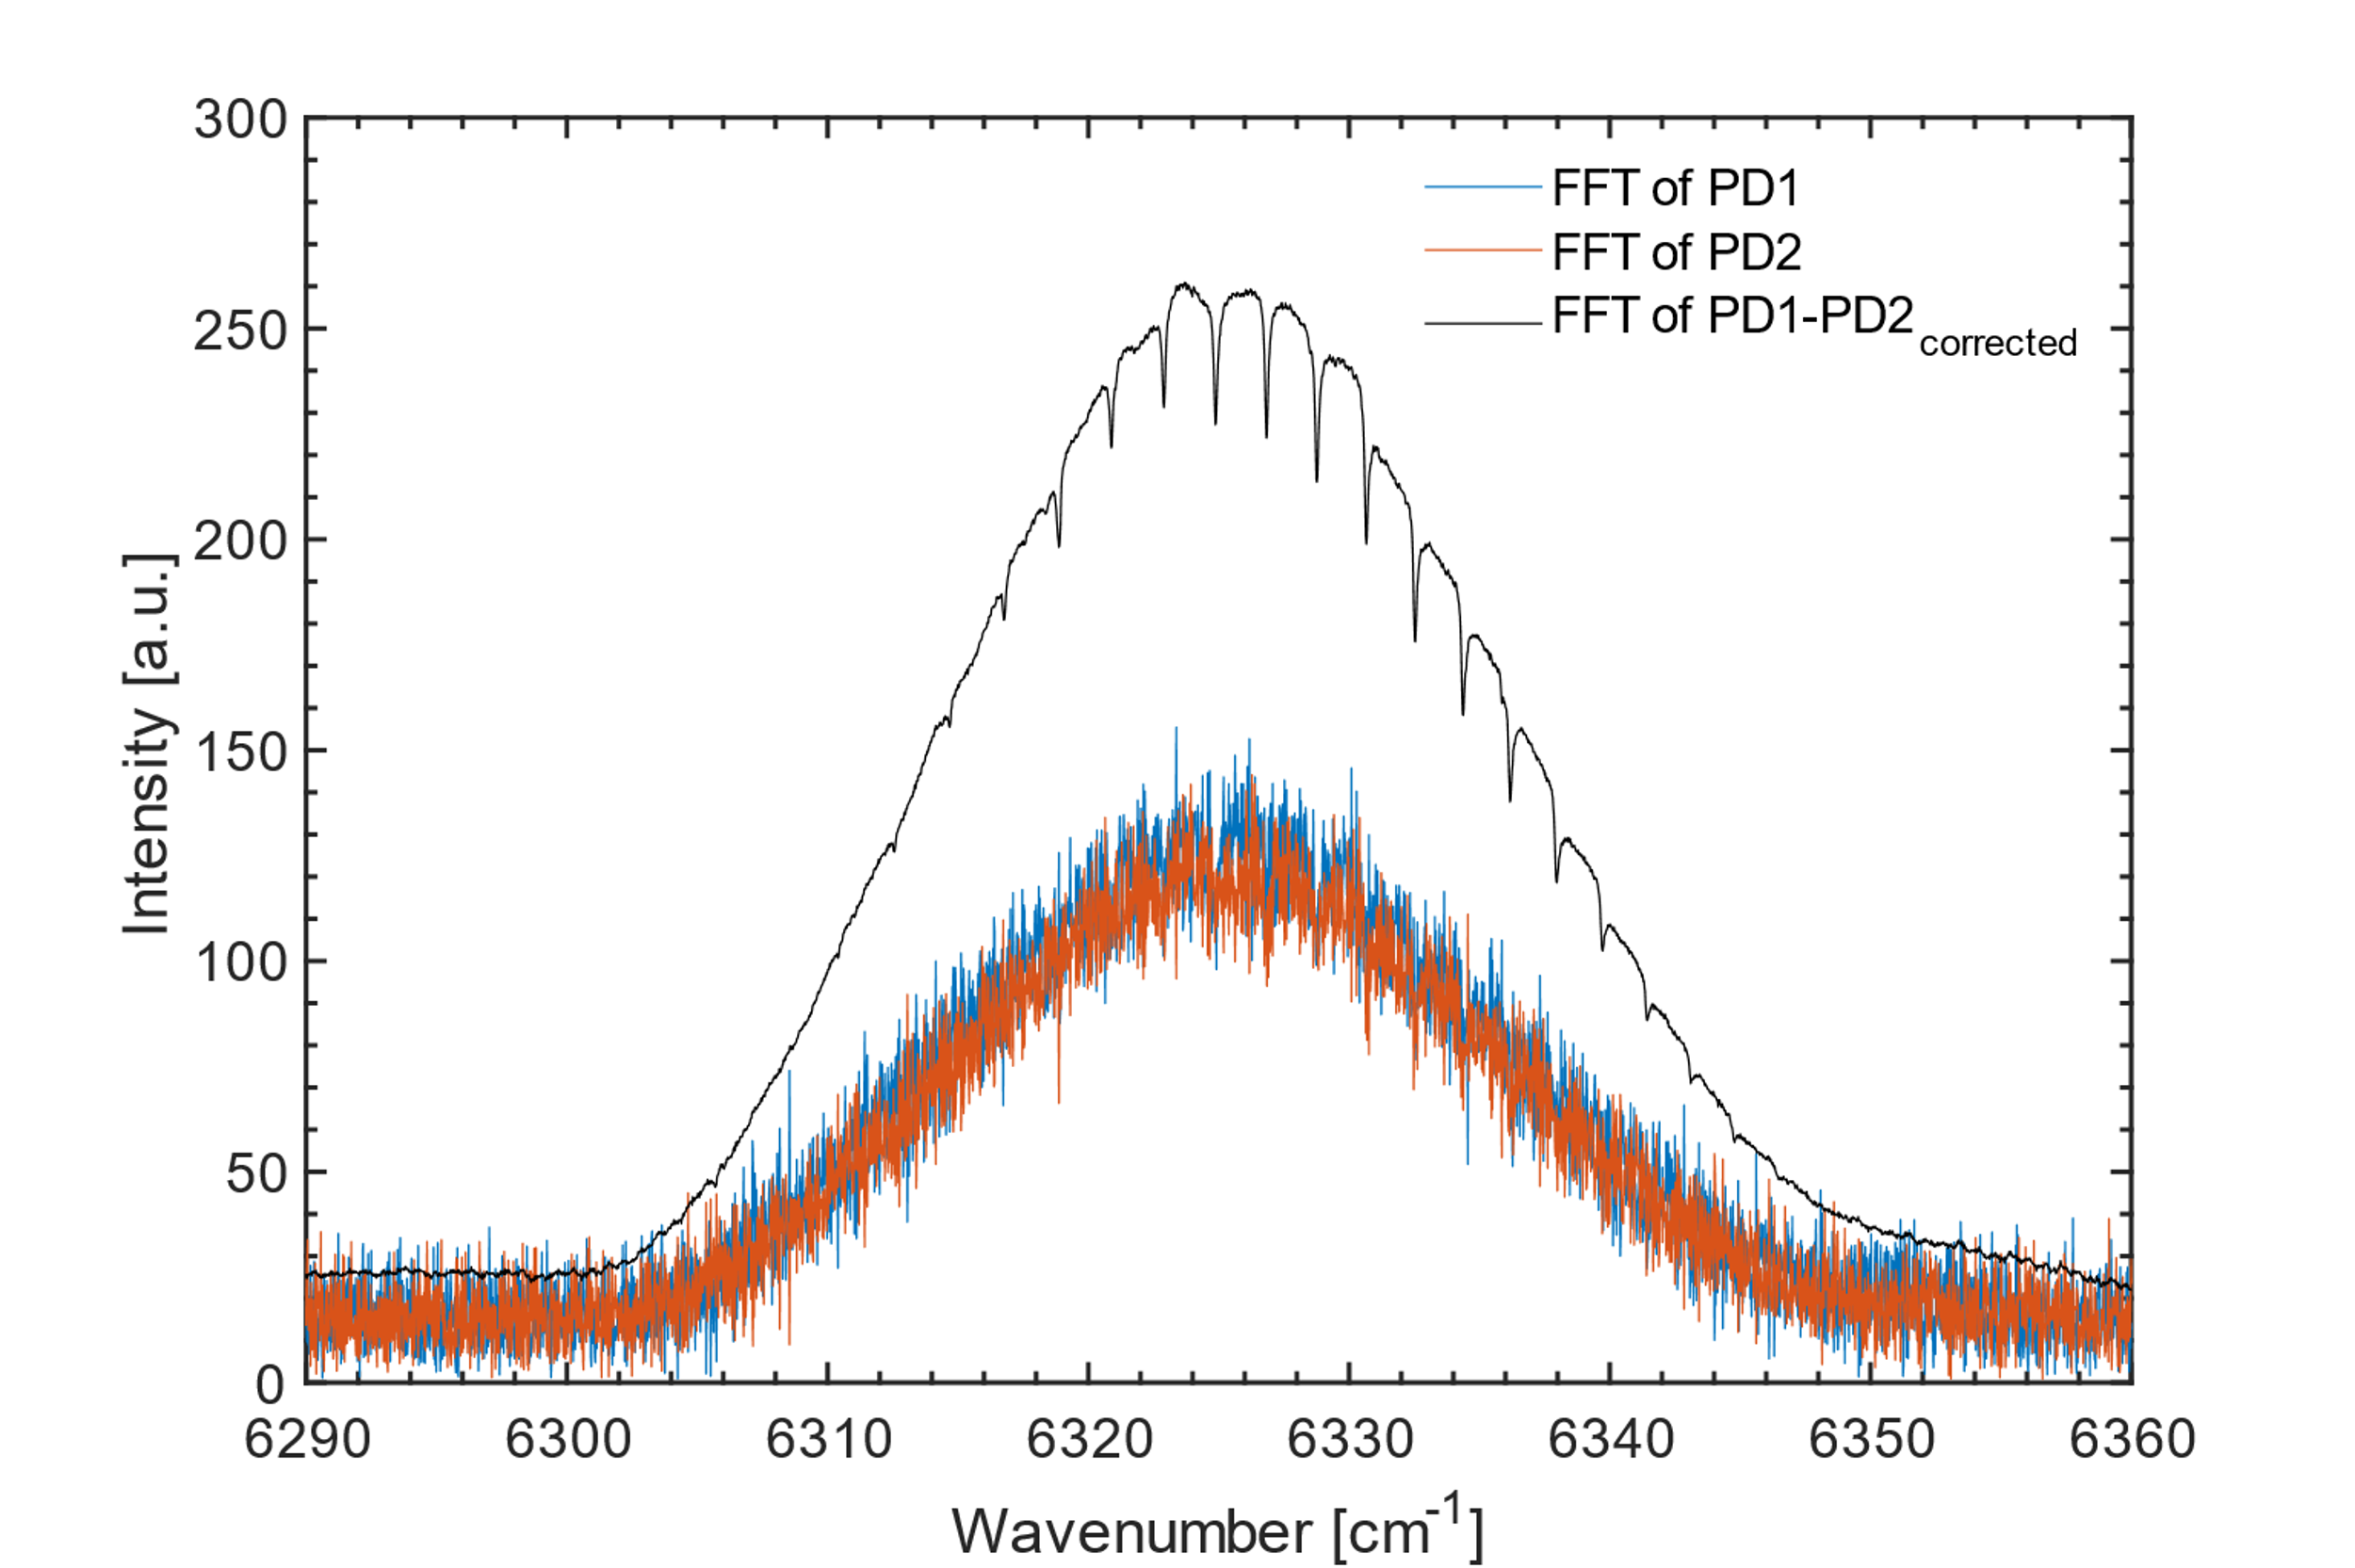 300
250
200
150
100
50
0
6290 6300 6310 6320 6330 6340 6350 6360
Intensity [a.u.]
Wavenumber [cm-1]
FFT of PD1
FFT of PD2
FFT of PD1-PD2corrected